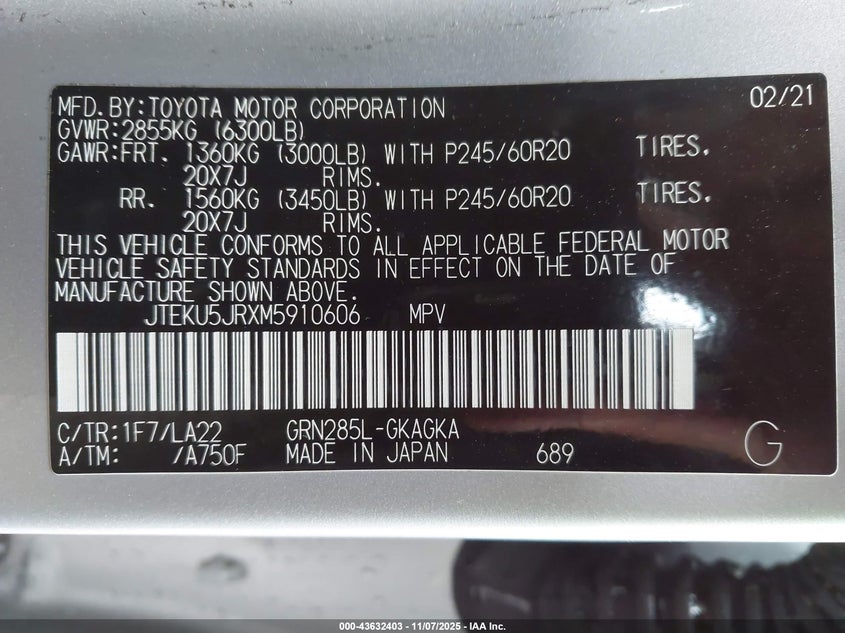 MFD.BY:TOYOTA MOTOR CORPORATION 02/21
GVWR:2855KG (6300LB)
GAWR:FRT. 1360KG (3000LB) WITH P245/60R20 TIRES.
20X7J RIMS.
RR. 1560KG (3450LB) WITH P245/60R20 TIRES.
20X7J RIMS.
THIS VEHICLE CONFORMS TO ALL APPLICABLE FEDERAL MOTOR
VEHICLE SAFETY STANDARDS IN EFFECT ON THE DATE OF
MANUFACTURE SHOWN ABOVE.
JTEKU5JRXM5910606 MPV
C/TR:1F7/LA22 GRN285L-GKAGKA
A/TM: /A750F MADE IN JAPAN 689 G
000-43632403 - 11/07/2025 - IAA Inc.